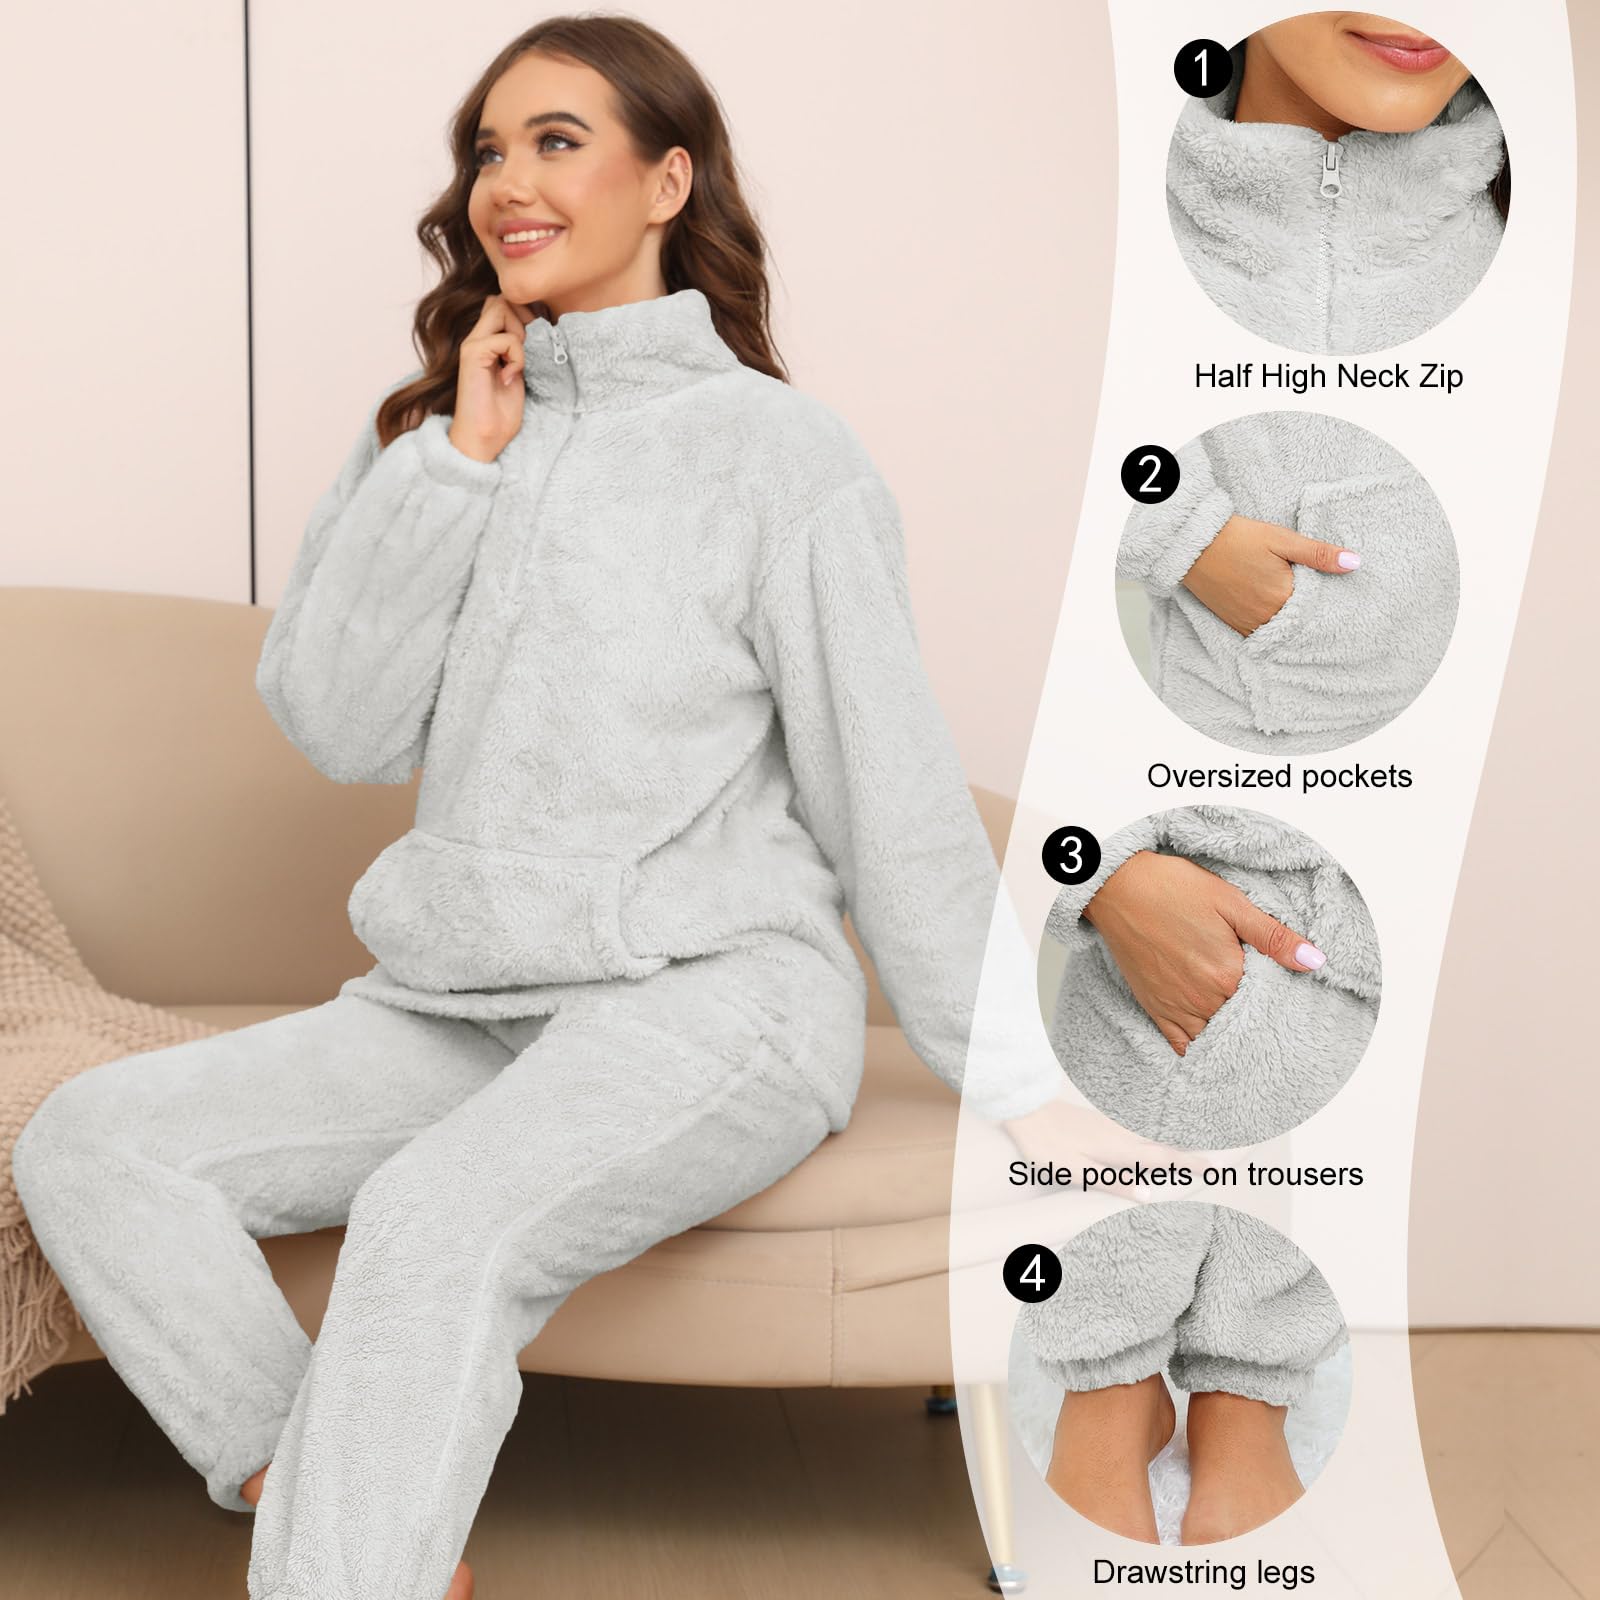 1
Half High Neck Zip
2
Oversized pockets
3
Side pockets on trousers
4
Drawstring legs